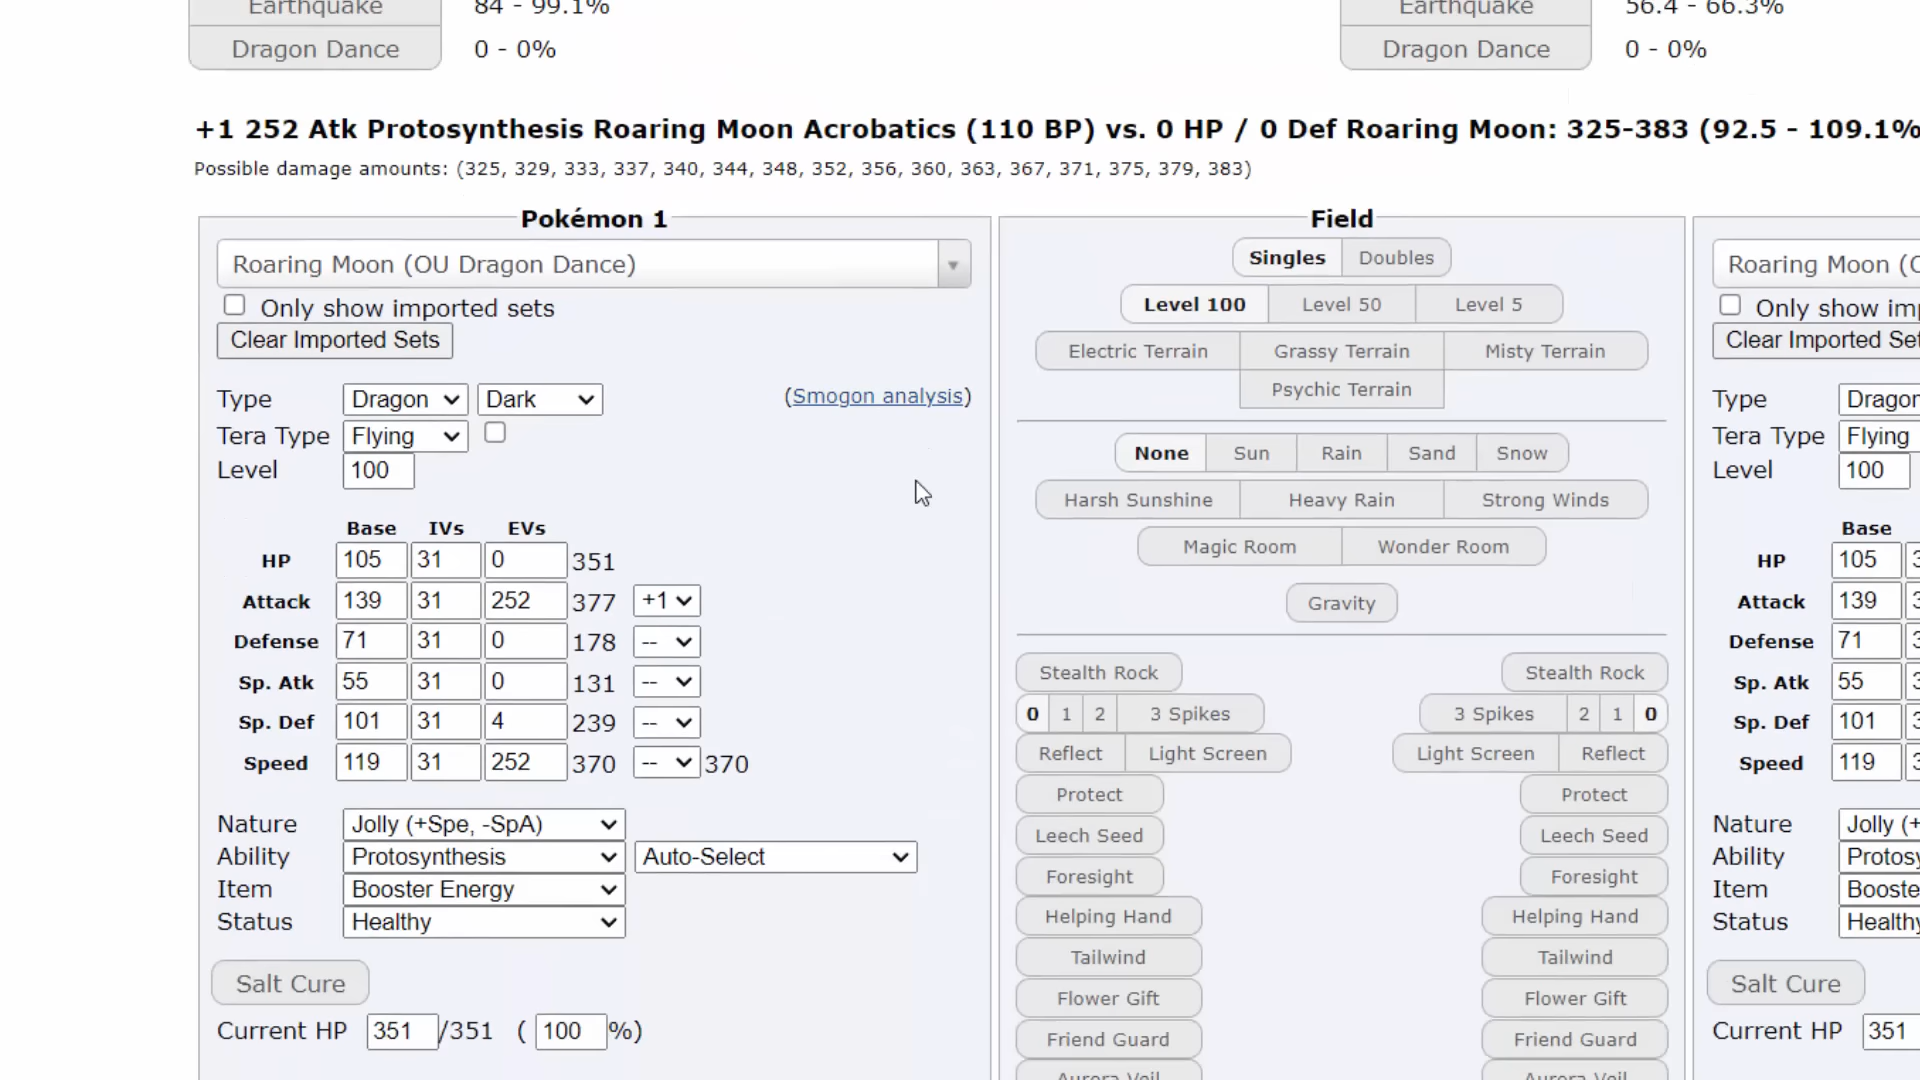 Earthquake 84 - 99.1% Earthquake 56.4 - 66.3%
Dragon Dance 0 - 0% Dragon Dance 0 - 0%
+1 252 Atk Protosynthesis Roaring Moon Acrobatics (110 BP) vs. 0 HP / 0 Def Roaring Moon: 325-383 (92.5 - 109.1%
Possible damage amounts: (325, 329, 333, 337, 340, 344, 348, 352, 356, 360, 363, 367, 371, 375, 379, 383)
Pokémon 1
Roaring Moon (OU Dragon Dance)
Only show imported sets
Clear Imported Sets
Type Dragon Dark (Smogon analysis)
Tera Type Flying
Level 100
Base IVs EVs
HP 105 31 0 351
Attack 139 31 252 377 +1
Defense 71 31 0 178 --
Sp. Atk 55 31 0 131 --
Sp. Def 101 31 4 239 --
Speed 119 31 252 370 -- 370
Nature Jolly (+Spe, -SpA)
Ability Protosynthesis Auto-Select
Item Booster Energy
Status Healthy
Salt Cure
Current HP 351/351 ( 100 %)
Field
Singles Doubles
Level 100 Level 50 Level 5
Electric Terrain Grassy Terrain Misty Terrain
Psychic Terrain
None Sun Rain Sand Snow
Harsh Sunshine Heavy Rain Strong Winds
Magic Room Wonder Room
Gravity
Stealth Rock Stealth Rock
0 1 2 3 Spikes 3 Spikes 2 1 0
Reflect Light Screen Light Screen Reflect
Protect Protect
Leech Seed Leech Seed
Foresight Foresight
Helping Hand Helping Hand
Tailwind Tailwind
Flower Gift Flower Gift
Friend Guard Friend Guard
Aurora Veil Aurora Veil
Roaring Moon (
Only show im
Clear Imported Se
Type Dragon
Tera Type Flying
Level 100
Base
HP 105
Attack 139
Defense 71
Sp. Atk 55
Sp. Def 101
Speed 119
Nature Jolly (+
Ability Protosy
Item Booste
Status Healthy
Salt Cure
Current HP 351